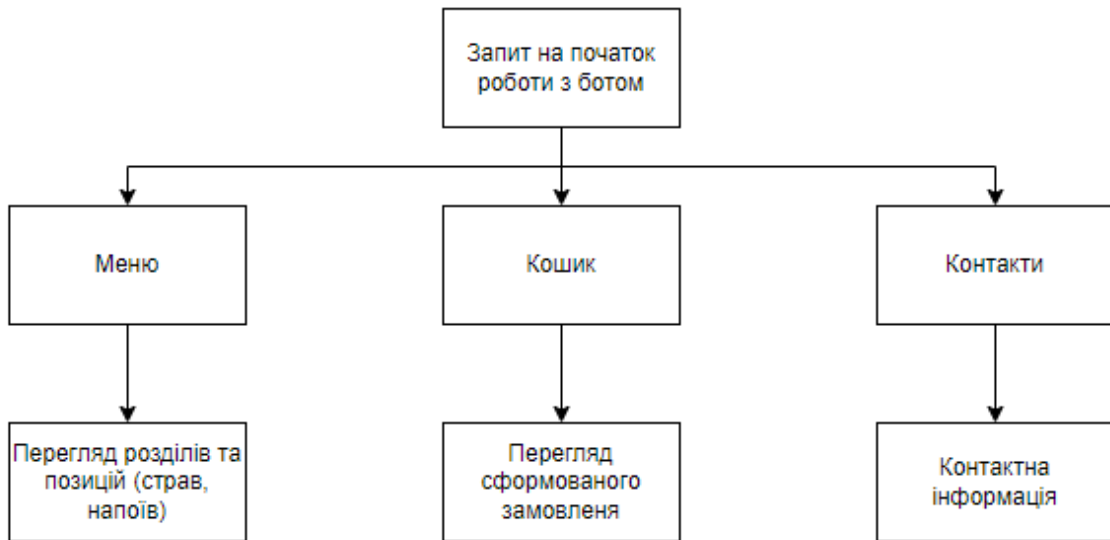 Запит на початок
роботи з ботом
Меню
Кошик
Контакти
Перегляд розділів та
позицій (страв,
напоїв)
Перегляд
сформованого
замовленя
Контактна
інформація